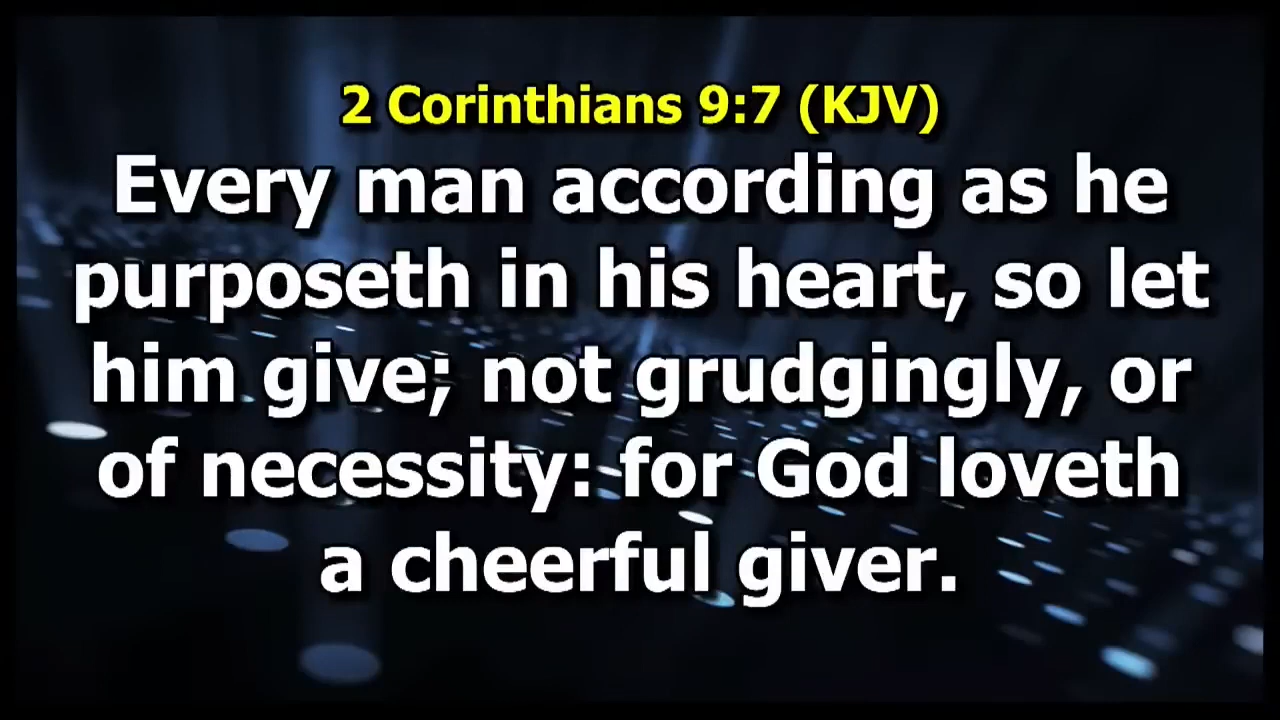 2 Corinthians 9:7 (KJV)
Every man according as he
purposeth in his heart, so let
him give; not grudgingly, or
of necessity: for God loveth
a cheerful giver.